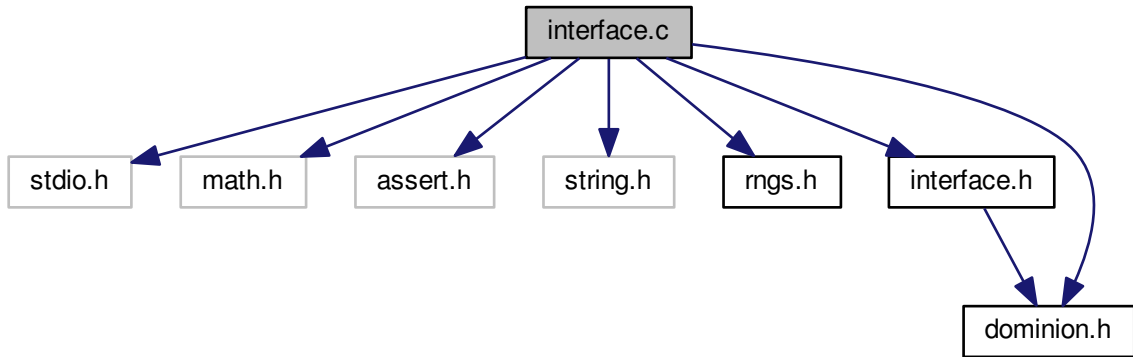 interface.c
stdio.h
math.h
assert.h
string.h
rngs.h
interface.h
dominion.h